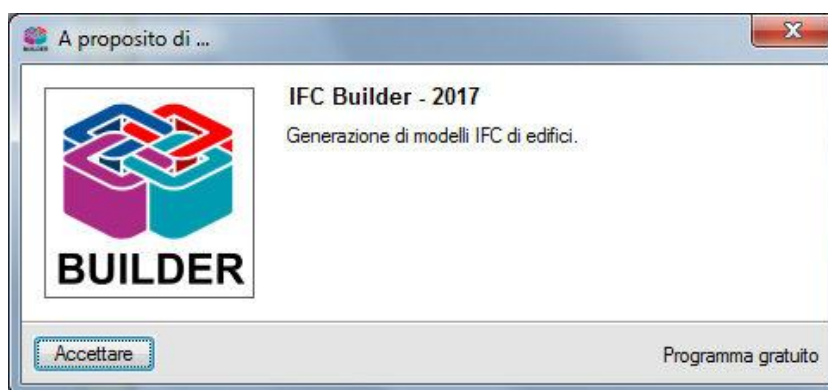 A proposito di ...
IFC Builder - 2017
Generazione di modelli IFC di edifici.
BUILDER
Accettare
Programma gratuito